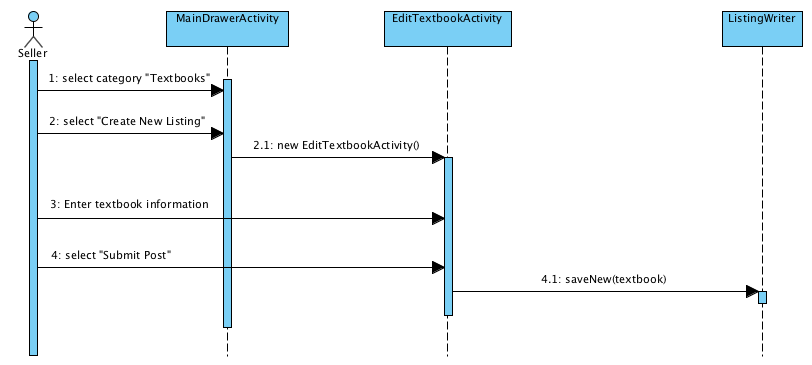 MainDrawerActivity
EditTextbookActivity
ListingWriter
Seller
1: select category "Textbooks"
2: select "Create New Listing"
2.1: new EditTextbookActivity()
3: Enter textbook information
4: select "Submit Post"
4.1: saveNew(textbook)